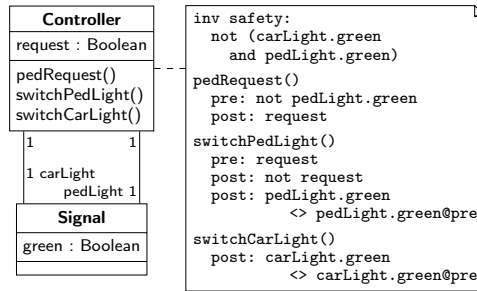 Controller
request : Boolean
pedRequest()
switchPedLight()
switchCarLight()
1 1
1 carLight
pedLight 1
Signal
green : Boolean
inv safety:
not (carLight.green
and pedLight.green)
pedRequest()
pre: not pedLight.green
post: request
switchPedLight()
pre: request
post: not request
post: pedLight.green
<> pedLight.green@pre
switchCarLight()
post: carLight.green
<> carLight.green@pre